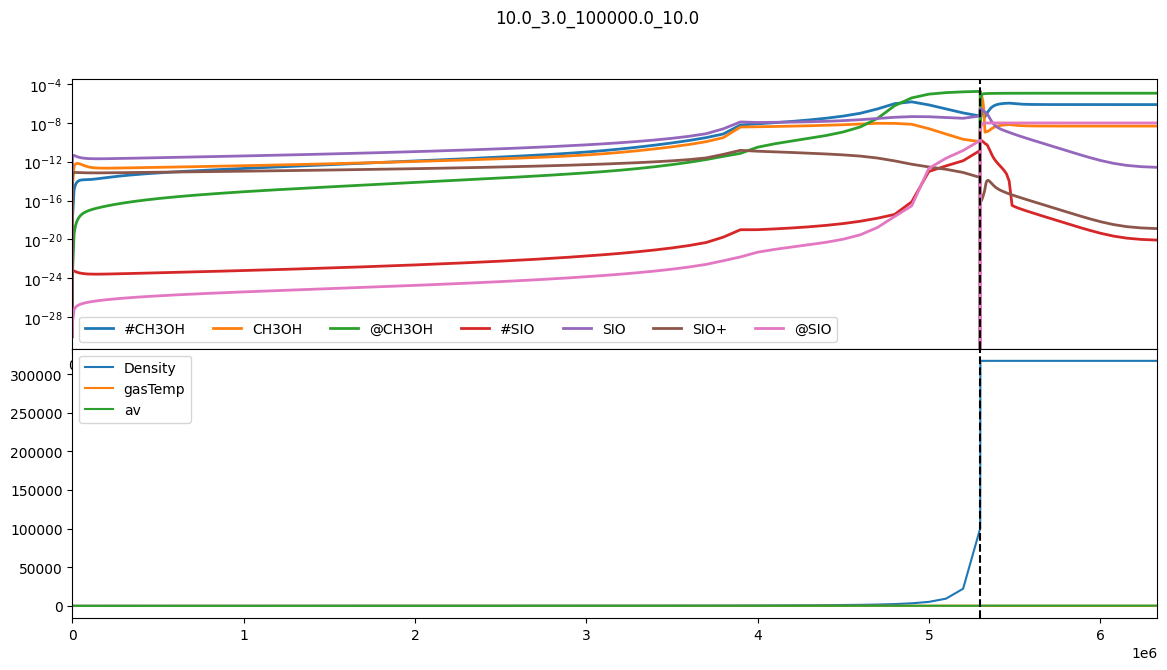 10.0_3.0_100000.0_10.0
10⁻⁴
10⁻⁸
10⁻¹²
10⁻¹⁶
10⁻²⁰
10⁻²⁴
10⁻²⁸
#CH3OH CH3OH @CH3OH #SIO SIO SIO+ @SIO
Density
gasTemp
av
300000
250000
200000
150000
100000
50000
0
0 1 2 3 4 5 6
1e6